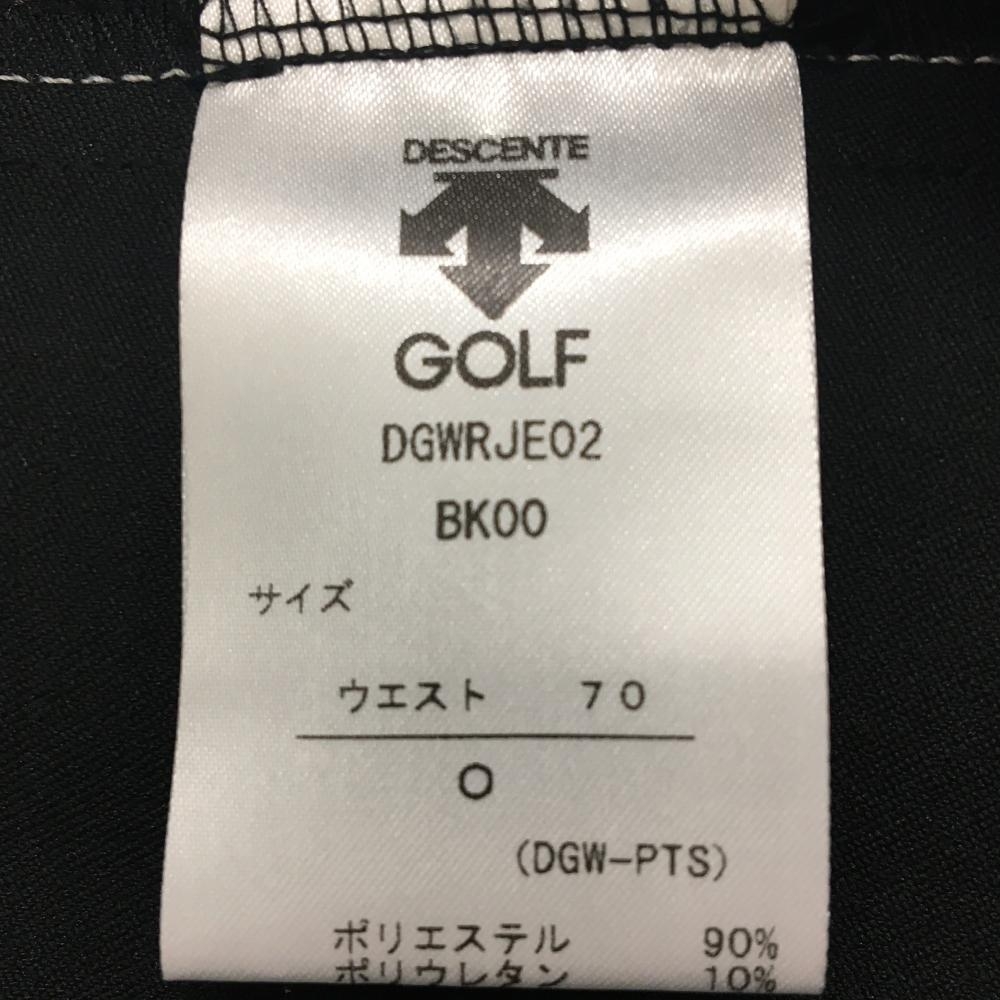 DESCENTE
GOLF
DGWRJE02
BK00
サイズ
ウエスト 70
O
(DGW-PTS)
ポリエステル 90%
ポリウレタン 10%